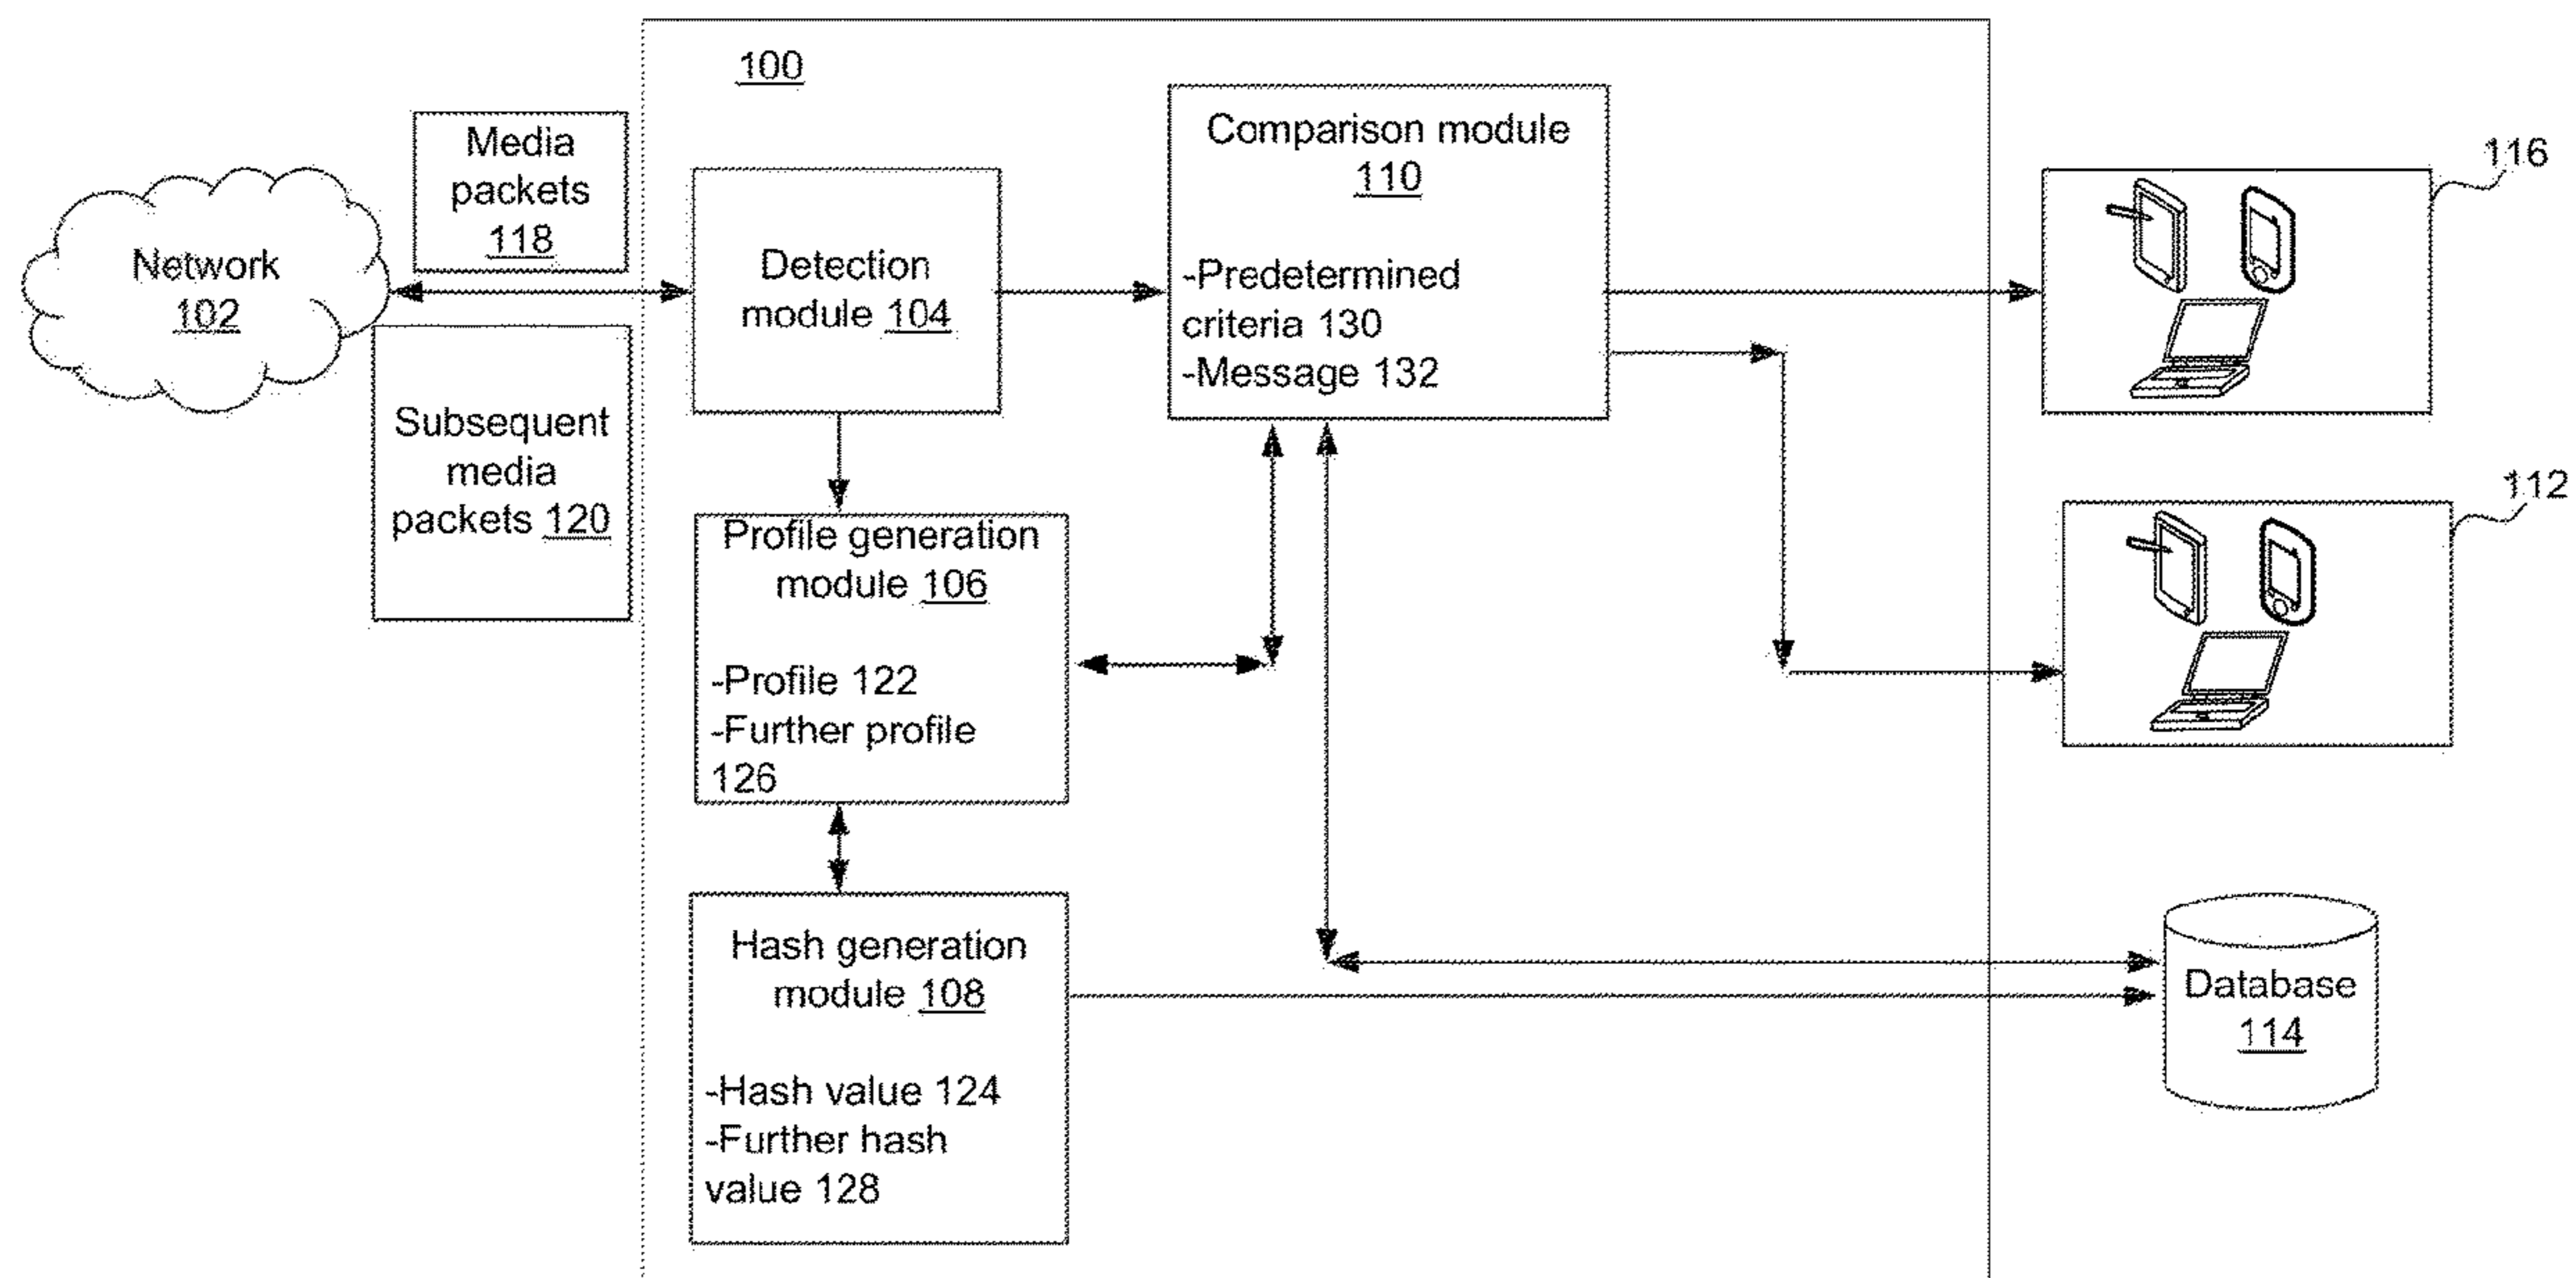 100
Media
packets
118
Network
102
Subsequent
media
packets 120
Detection
module 104
Comparison module
110
-Predetermined
criteria 130
-Message 132
Profile generation
module 106
-Profile 122
-Further profile
126
Hash generation
module 108
-Hash value 124
-Further hash
value 128
116
112
Database
114